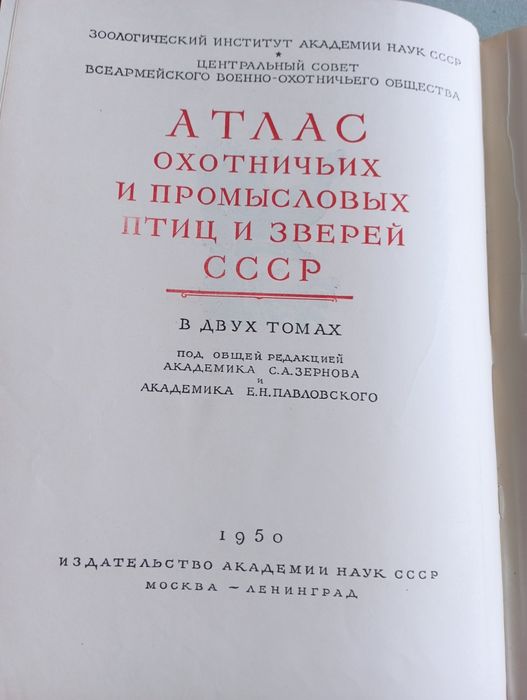 ЗООЛОГИЧЕСКИЙ ИНСТИТУТ АКАДЕМИИ НАУК СССР
*
ЦЕНТРАЛЬНЫЙ СОВЕТ
ВСЕАРМЕЙСКОГО ВОЕННО-ОХОТНИЧЬЕГО ОБЩЕСТВА
АТЛАС
ОХОТНИЧЬИХ
И ПРОМЫСЛОВЫХ
ПТИЦ И ЗВЕРЕЙ
СССР
В ДВУХ ТОМАХ
ПОД ОБЩЕЙ РЕДАКЦИЕЙ
АКАДЕМИКА С.А.ЗЕРНОВА
И
АКАДЕМИКА Е.Н.ПАВЛОВСКОГО
1950
ИЗДАТЕЛЬСТВО АКАДЕМИИ НАУК СССР
МОСКВА – ЛЕНИНГРАД